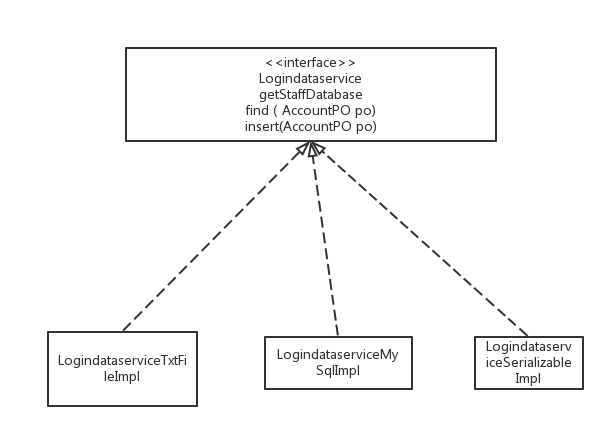 <<interface>>
Logindataservice
getStaffDatabase
find ( AccountPO po)
insert(AccountPO po)
LogindataserviceTxtFi
leImpl
LogindataserviceMy
SqlImpl
Logindataserv
iceSerializable
Impl